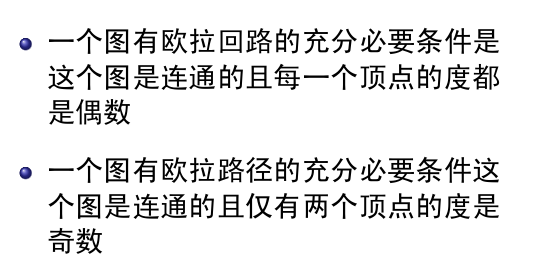 一个图有欧拉回路的充分必要条件是
这个图是连通的且每一个顶点的度都
是偶数
一个图有欧拉路径的充分必要条件这
个图是连通的且仅有两个顶点的度是
奇数